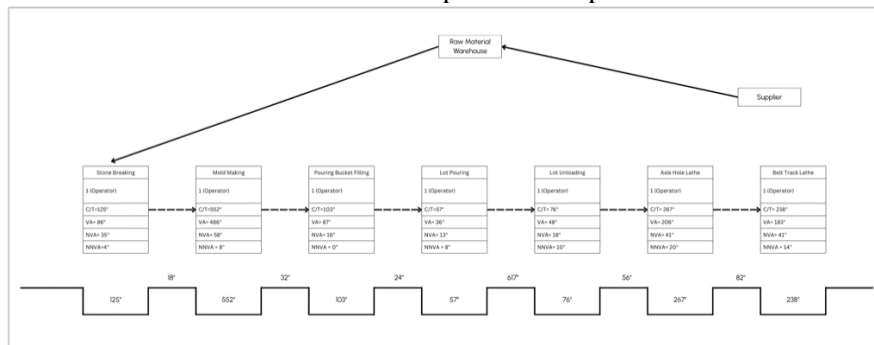 Raw Material
Warehouse
Supplier
Stone Breaking
1 (Operator)
C/T=125"
VA= 86"
NVA= 35"
NNVA=4"
Mold Making
1 (Operator)
C/T=552"
VA= 486"
NVA= 58"
NNVA = 8"
Pouring Bucket Filling
1 (Operator)
C/T=103"
VA= 87"
NVA= 16"
NNVA = 0"
Lot Pouring
1 (Operator)
C/T=57"
VA= 36"
NVA= 13"
NNVA = 8"
Lot Unloading
1 (Operator)
C/T= 76"
VA= 48"
NVA= 18"
NNVA= 10"
Axle Hole Lathe
1 (Operator)
C/T= 267"
VA= 206"
NVA= 41"
NNVA= 20"
Belt Track Lathe
1 (Operator)
C/T= 238"
VA= 183"
NVA= 41"
NNVA = 14"
18" 32" 24" 617" 56" 82"
125" 552" 103" 57" 76" 267" 238"